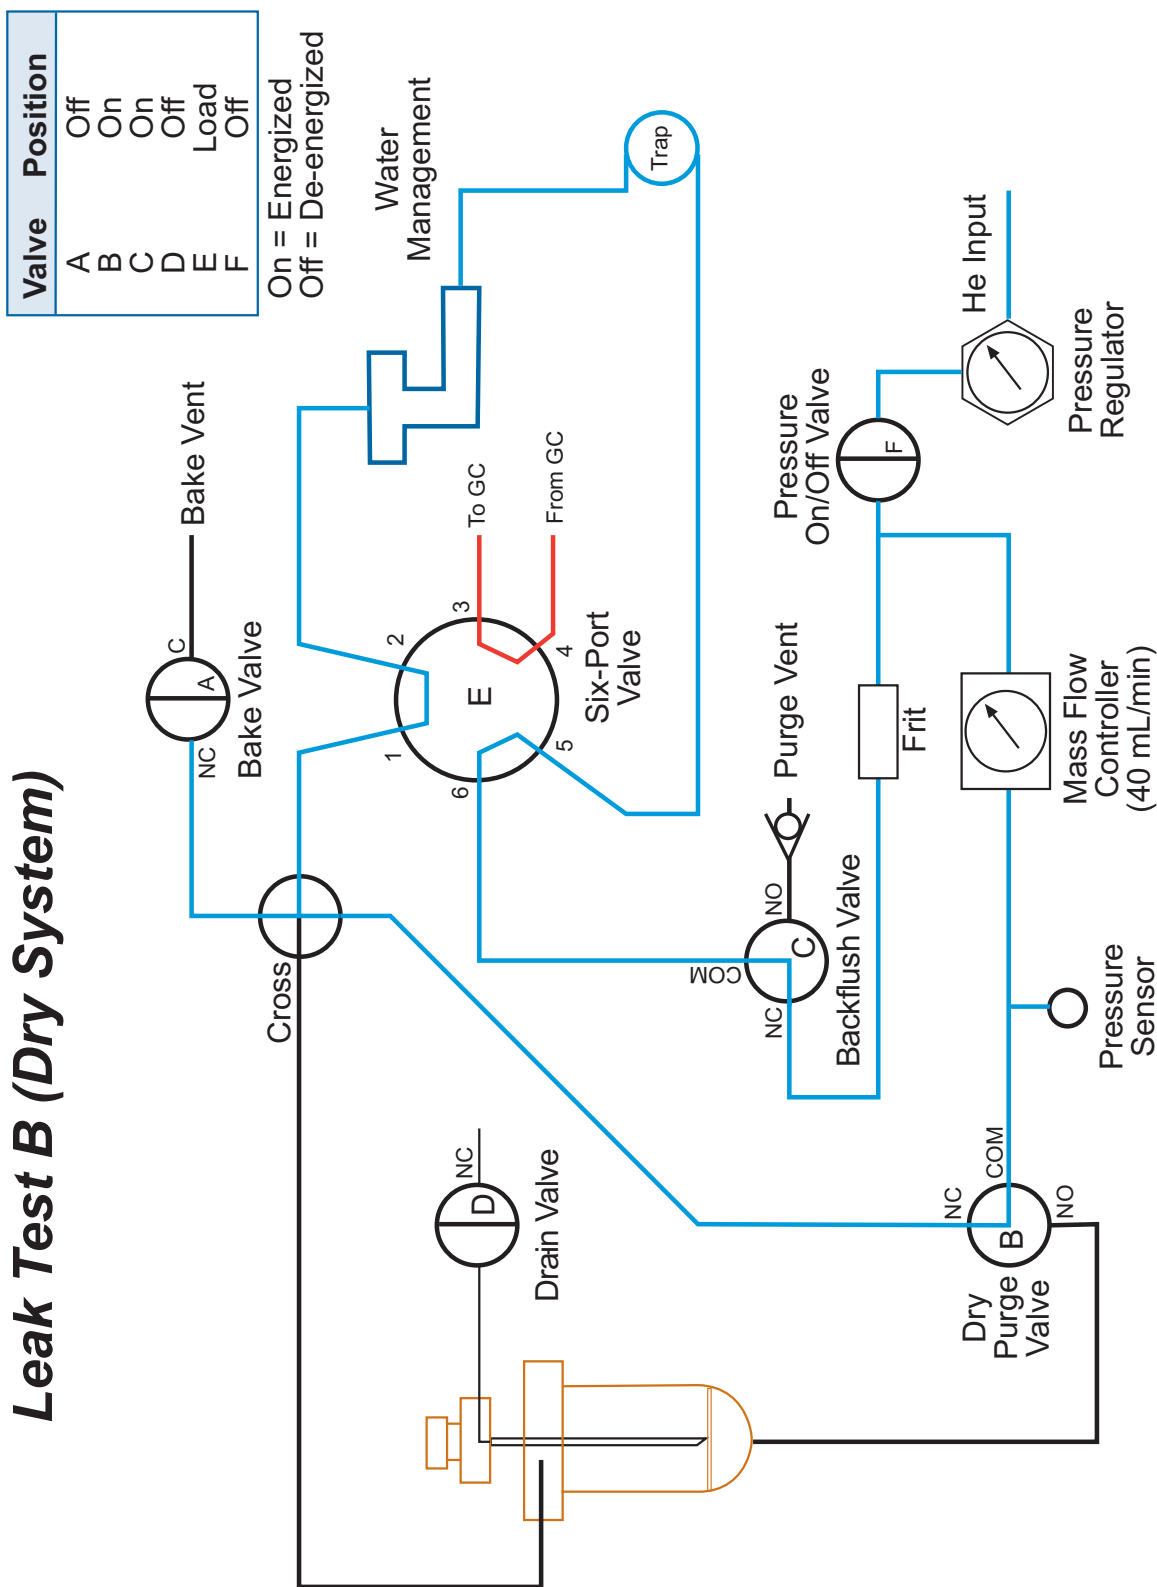 Leak Test B (Dry System)
Valve Position
A Off
B On
C On
D Off
E Load
F Off
On = Energized
Off = De-energized
Bake Vent
C
A
NC
Bake Valve
Water
Management
Trap
Cross
2
1
3
4
5
6
E
To GC
From GC
Six-Port
Valve
He Input
Pressure
Regulator
Pressure
On/Off Valve
F
Purge Vent
NO
C
COM
NC
Backflush Valve
Frit
Mass Flow
Controller
(40 mL/min)
Pressure
Sensor
NC
D
Drain Valve
NC
COM
B
NO
Dry
Purge
Valve